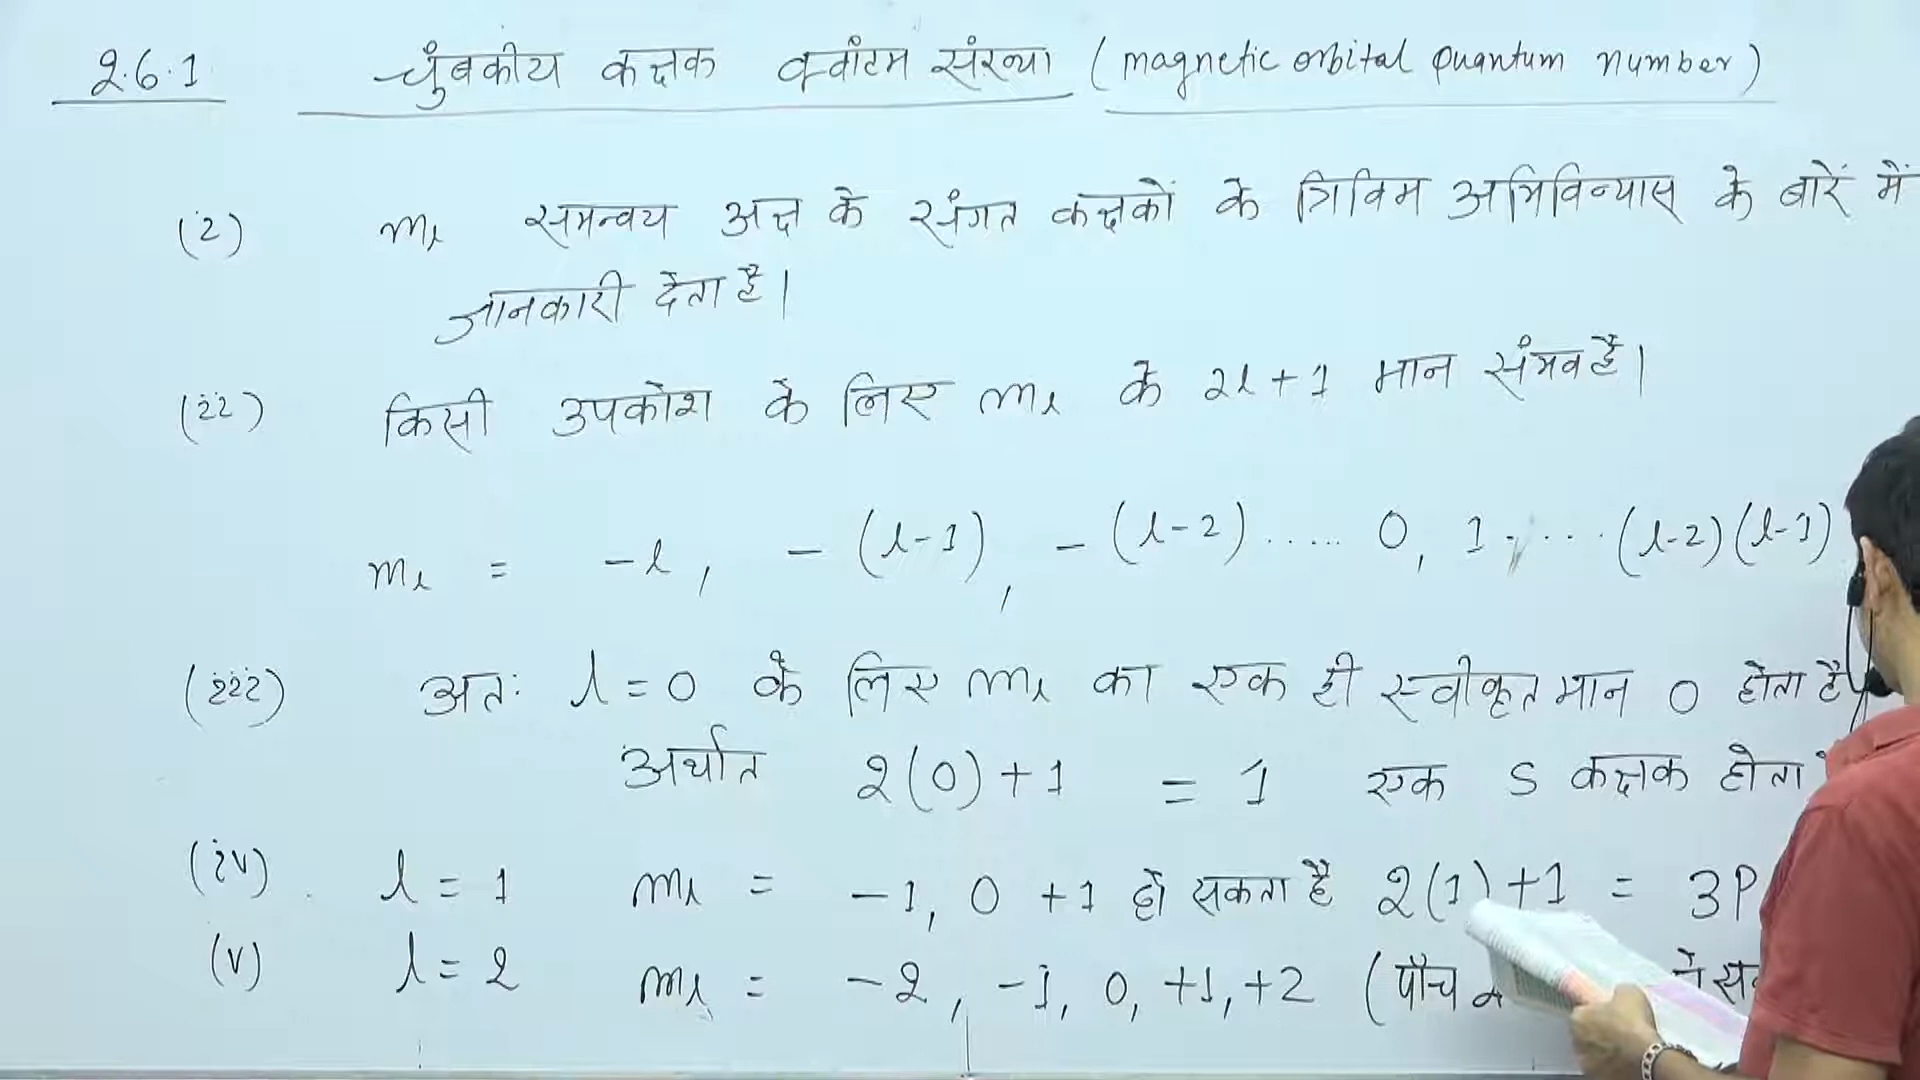 2.6.1 चुंबकीय कक्षक क्वांटम संख्या (magnetic orbital quantum number)
(i) ml समन्वय अक्ष के संगत कक्षकों के त्रिविम अभिविन्यास के बारें में
जानकारी देता है।
(ii) किसी उपकोश के लिए ml के 2l+1 मान संभव है।
ml = -l, -(l-1), -(l-2)..... 0, 1,... (l-2)(l-1)
(iii) अतः l=0 के लिए ml का एक ही स्वीकृत मान 0 होता है
अर्थात 2(0)+1 = 1 एक S कक्षक होता
(iv) l = 1 ml = -1, 0 +1 हो सकता है 2(1)+1 = 3P
(v) l = 2 ml = -2, -1, 0, +1, +2 (पाँच